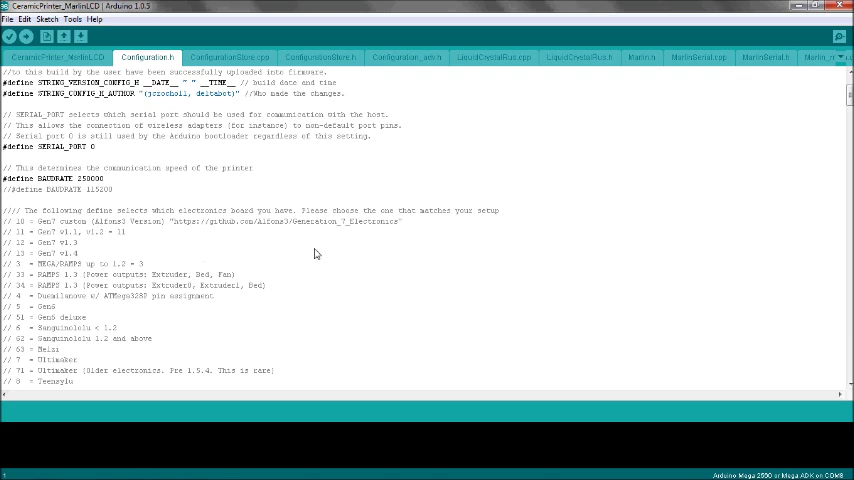 CeramicPrinter_MarlinLCD | Arduino 1.0.5
File Edit Sketch Tools Help
CeramicPrinter_MarlinLCD Configuration.h ConfigurationStore.cpp ConfigurationStore.h Configuration_adv.h LiquidCrystalRus.cpp LiquidCrystalRus.h Marlin.h MarlinSerial.cpp MarlinSerial.h Marlin_m
//to this build by the user have been successfully uploaded into firmware.
#define STRING_VERSION_CONFIG_H __DATE__ " " __TIME__ // build date and time
#define STRING_CONFIG_H_AUTHOR "(jcrocholl, deltabot)" //Who made the changes.
// SERIAL_PORT selects which serial port should be used for communication with the host.
// This allows the connection of wireless adapters (for instance) to non-default port pins.
// Serial port 0 is still used by the Arduino bootloader regardless of this setting.
#define SERIAL_PORT 0
// This determines the communication speed of the printer
#define BAUDRATE 250000
//#define BAUDRATE 115200
//// The following define selects which electronics board you have. Please choose the one that matches your setup
// 10 = Gen7 custom (Alfons3 Version) "https://github.com/Alfons3/Generation_7_Electronics"
// 11 = Gen7 v1.1, v1.2 = 11
// 12 = Gen7 v1.3
// 13 = Gen7 v1.4
// 3 = MEGA/RAMPS up to 1.2 = 3
// 33 = RAMPS 1.3 (Power outputs: Extruder, Bed, Fan)
// 34 = RAMPS 1.3 (Power outputs: Extruder0, Extruder1, Bed)
// 4 = Duemilanove w/ ATMega328P pin assignment
// 5 = Gen6
// 51 = Gen6 deluxe
// 6 = Sanguinololu < 1.2
// 62 = Sanguinololu 1.2 and above
// 63 = Melzi
// 7 = Ultimaker
// 71 = Ultimaker (Older electronics. Pre 1.5.4. This is rare)
// 8 = Teensylu
1
Arduino Mega 2560 or Mega ADK on COM8